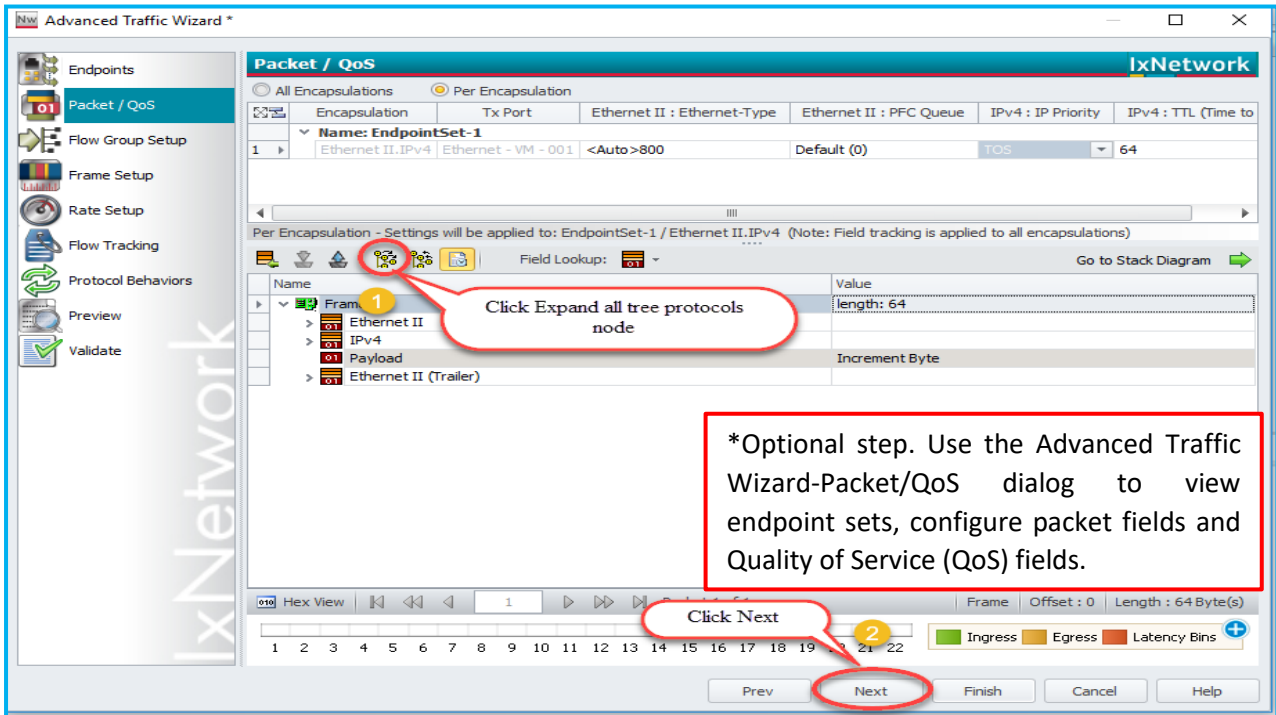 Nw Advanced Traffic Wizard *
Endpoints
Packet / QoS
Flow Group Setup
Frame Setup
Rate Setup
Flow Tracking
Protocol Behaviors
Preview
Validate
IxNetwork
Packet / QoS IxNetwork
All Encapsulations Per Encapsulation
Encapsulation Tx Port Ethernet II : Ethernet-Type Ethernet II : PFC Queue IPv4 : IP Priority IPv4 : TTL (Time to
Name: EndpointSet-1
1 Ethernet II.IPv4 Ethernet - VM - 001 <Auto>800 Default (0) TOS 64
Per Encapsulation - Settings will be applied to: EndpointSet-1 / Ethernet II.IPv4 (Note: Field tracking is applied to all encapsulations)
Field Lookup: Go to Stack Diagram
Name Value
1
Click Expand all tree protocols
node
length: 64
Ethernet II
IPv4
Payload Increment Byte
Ethernet II (Trailer)
*Optional step. Use the Advanced Traffic
Wizard-Packet/QoS dialog to view
endpoint sets, configure packet fields and
Quality of Service (QoS) fields.
Hex View 1 Frame Offset : 0 Length : 64 Byte(s)
Click Next
2
Ingress Egress Latency Bins
1 2 3 4 5 6 7 8 9 10 11 12 13 14 15 16 17 18 19 21 22
Prev Next Finish Cancel Help